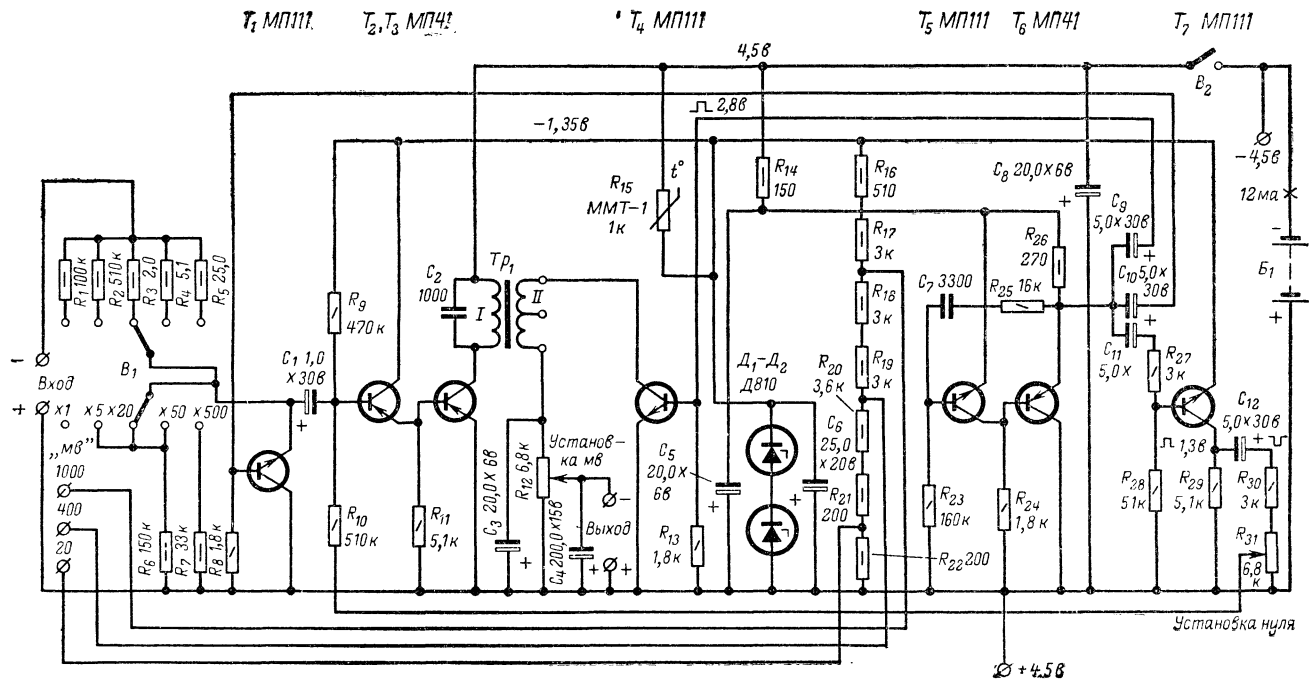 T₁ МП111 T₂,T₃ МП41 T₄ МП111 T₅ МП111 T₆ МП41 T₇ МП111
4,5в
B₂
2,8в
-1,35в
-4,5в
12ма
Б₁
+
-
R₁ 100к
R₂ 510к
R₃ 2,0
R₄ 5,1
R₅ 25,0
R₉
470к
C₂
1000
I
Тр₁
II
R₁₅
ММТ-1
1к
t°
R₁₄
150
R₁₆
510
R₁₇
3к
R₁₈
3к
R₁₉
3к
C₈ 20,0×6в
+
C₉
5,0×30в
+
R₂₆
270
C₇ 3300
R₂₅ 16к
C₁₀ 5,0×
30в
+
C₁₁
5,0×
R₂₇
3к
-
Вход
+
B₁
×1
×5
×20
×50
×500
„мв"
1000
400
20
C₁ 1,0
×30в
+
Д₁-Д₂
Д810
R₂₀
3,6к
C₆
25,0
×20в
+
C₁₂
5,0×30в
+
1,3в
R₆ 150к
R₇ 33к
R₈ 1,8к
R₁₀
510к
R₁₁
5,1к
C₃ 20,0×6в
+
R₁₂ 6,8к
Установ-
ка мв
C₄ 200,0×15в
+
-
Выход
+
R₁₃
1,8к
C₅
20,0×
6в
+
R₂₁
200
R₂₂ 200
R₂₃
160к
R₂₄
1,8к
R₂₈
51к
R₂₉
5,1к
R₃₀
3к
R₃₁
6,8
к
Установка нуля
+4,5в